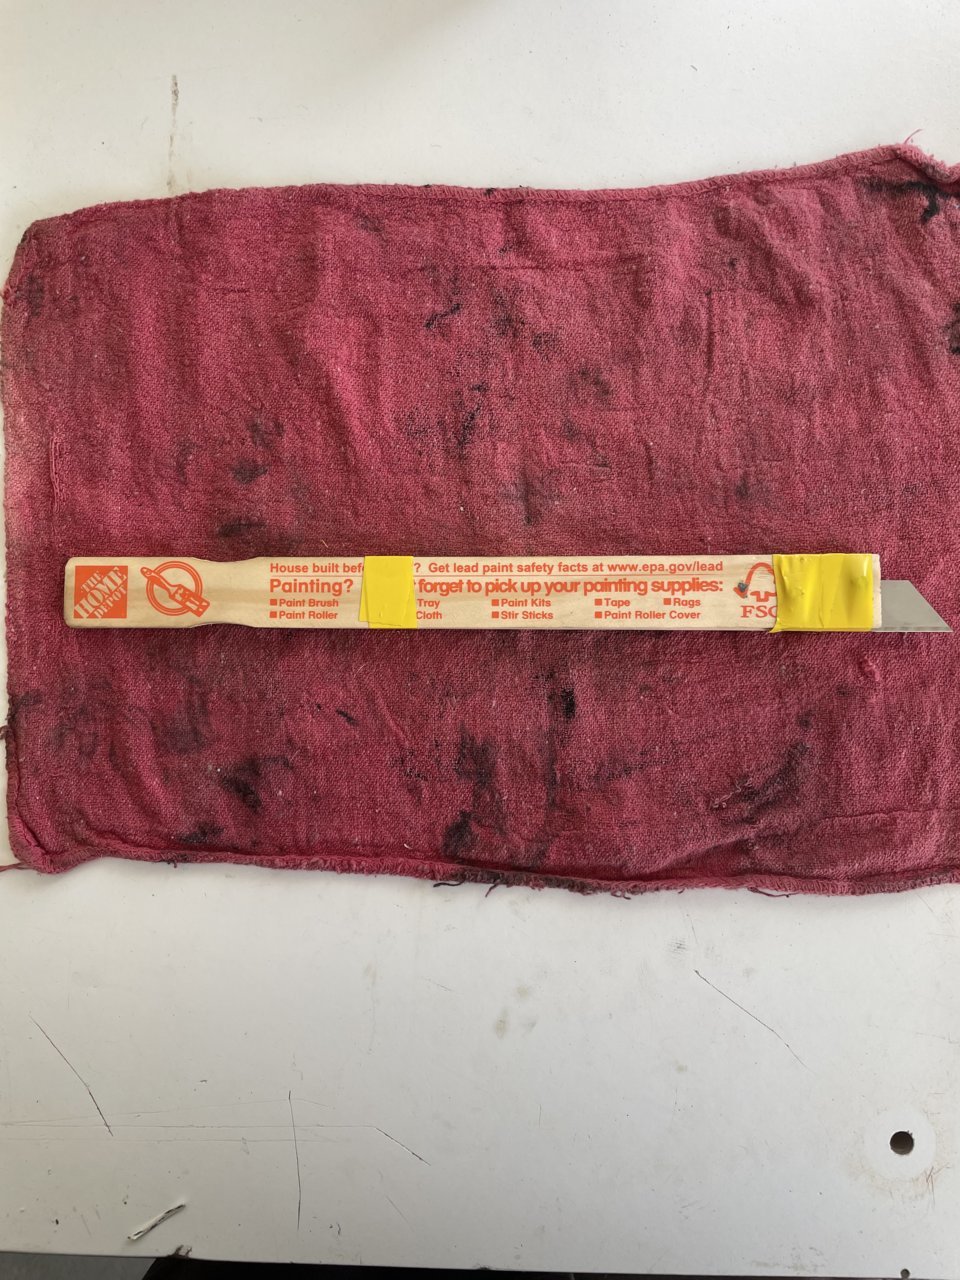 THE
HOME
DEPOT
House built bef ? Get lead paint safety facts at www.epa.gov/lead
Painting? forget to pick up your painting supplies:
Paint Brush Tray Paint Kits Tape Rags
Paint Roller Cloth Stir Sticks Paint Roller Cover
FSC